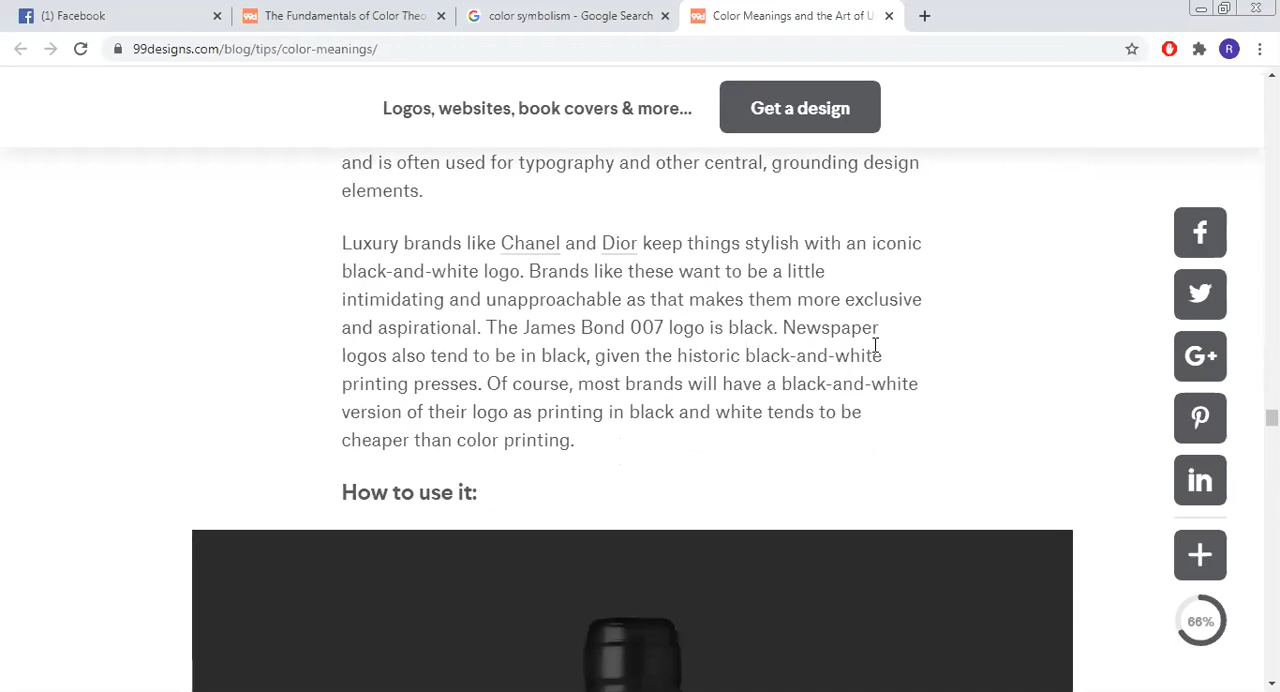 (1) Facebook
The Fundamentals of Color Theo
color symbolism - Google Search
Color Meanings and the Art of U
99designs.com/blog/tips/color-meanings/
R
Logos, websites, book covers & more...
Get a design
and is often used for typography and other central, grounding design
elements.
Luxury brands like Chanel and Dior keep things stylish with an iconic
black-and-white logo. Brands like these want to be a little
intimidating and unapproachable as that makes them more exclusive
and aspirational. The James Bond 007 logo is black. Newspaper
logos also tend to be in black, given the historic black-and-white
printing presses. Of course, most brands will have a black-and-white
version of their logo as printing in black and white tends to be
cheaper than color printing.
How to use it:
66%